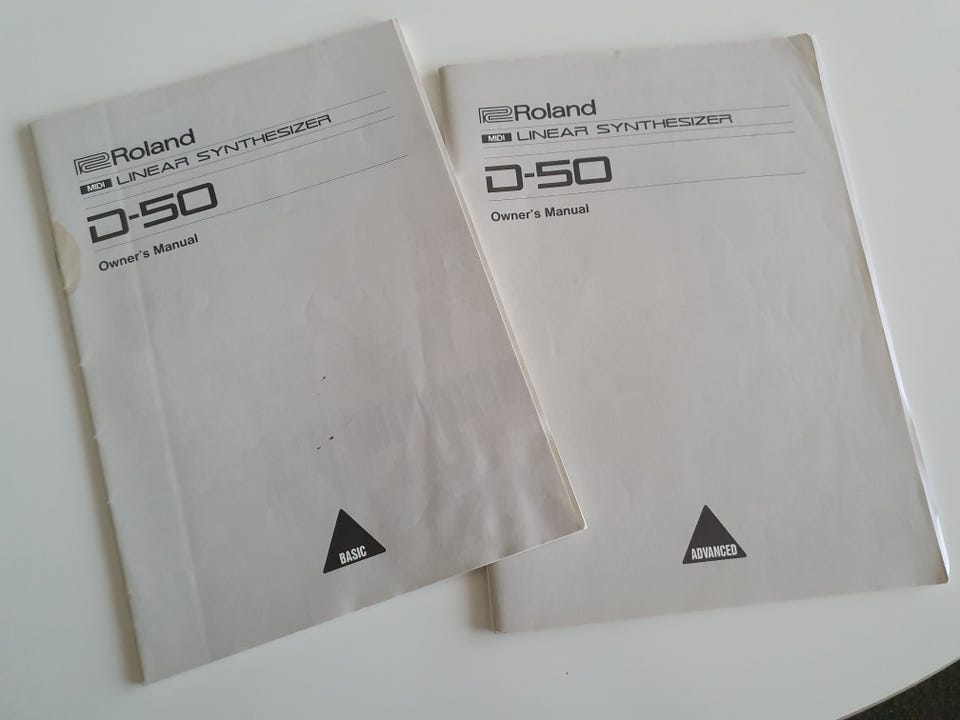 Roland
MIDI LINEAR SYNTHESIZER
D-50
Owner's Manual
BASIC
Roland
MIDI LINEAR SYNTHESIZER
D-50
Owner's Manual
ADVANCED